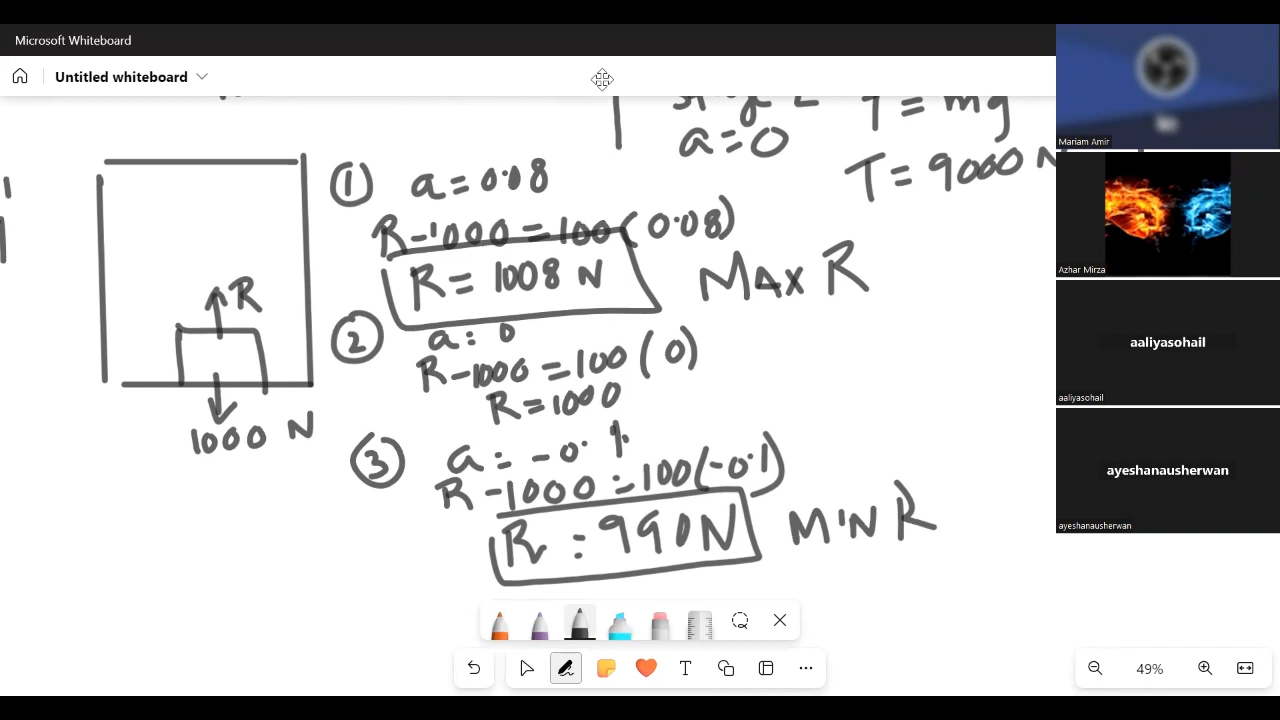 Microsoft Whiteboard
Untitled whiteboard
T = mg
a = 0
T = 9000 N
① a = 0.08
R - 1000 = 100 (0.08)
R = 1008 N MAX R
② a = 0
R - 1000 = 100 (0)
R = 1000
③ a = - 0.1
R - 1000 = 100 (-0.1)
R = 990N MIN R
R
1000 N
Mariam Amir
Azhar Mirza
aaliyasohail
aaliyasohail
ayeshanausherwan
ayeshanausherwan
T
49%